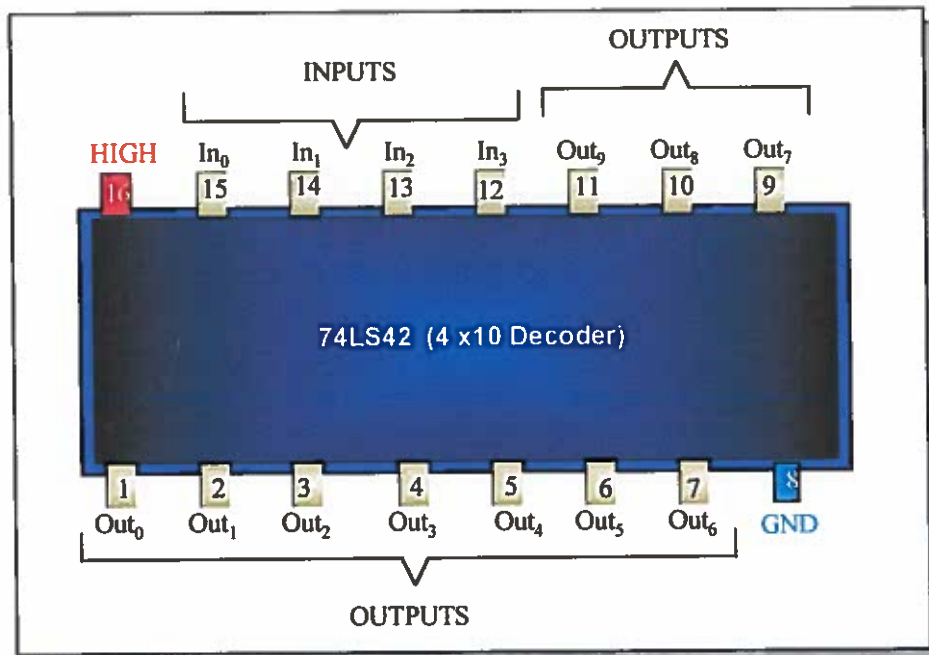 OUTPUTS
INPUTS
HIGH In₀ In₁ In₂ In₃ Out₉ Out₈ Out₇
16 15 14 13 12 11 10 9
74LS42 (4 x10 Decoder)
1 2 3 4 5 6 7 8
Out₀ Out₁ Out₂ Out₃ Out₄ Out₅ Out₆ GND
OUTPUTS